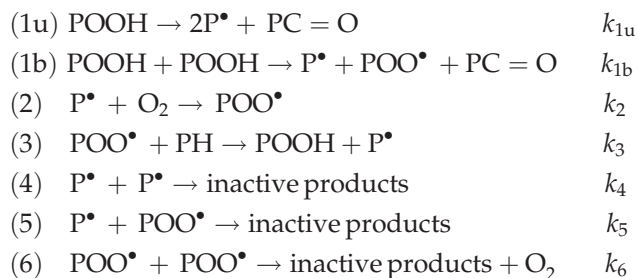 (1u) POOH → 2P• + PC = O k1u
(1b) POOH + POOH → P• + POO• + PC = O k1b
(2) P• + O2 → POO• k2
(3) POO• + PH → POOH + P• k3
(4) P• + P• → inactive products k4
(5) P• + POO• → inactive products k5
(6) POO• + POO• → inactive products + O2 k6